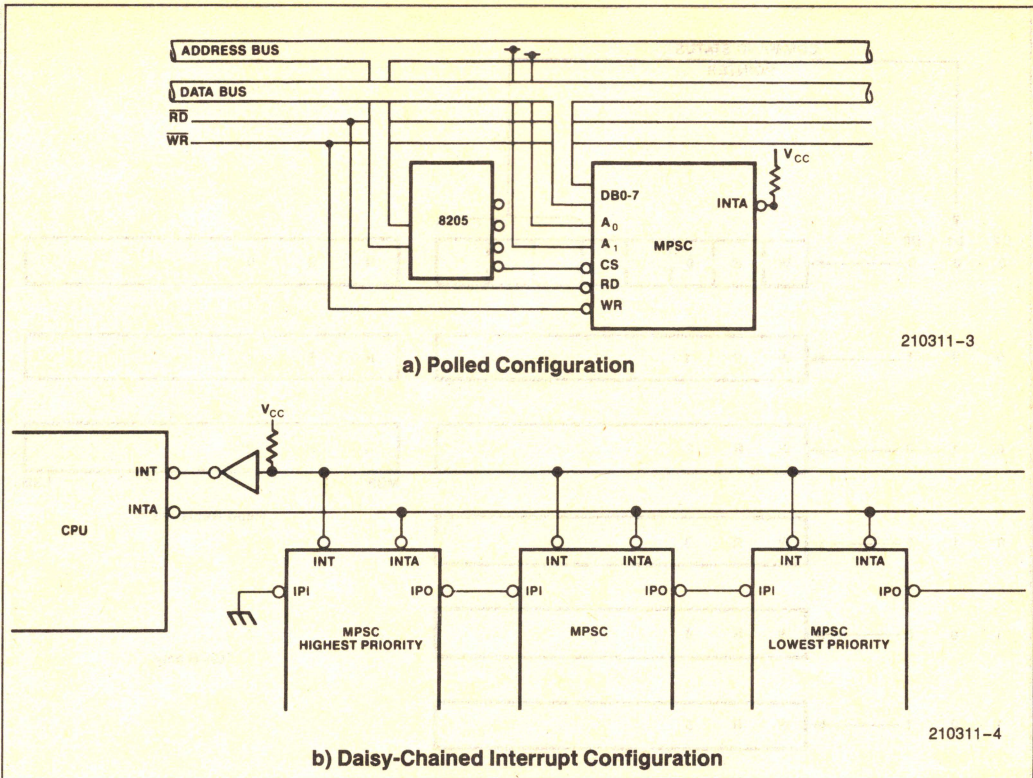 ADDRESS BUS
DATA BUS
RD
WR
8205
DB0-7
A0
A1
CS
RD
WR
MPSC
INTA
VCC
210311-3
a) Polled Configuration
VCC
CPU
INT
INTA
INT INTA
IPI IPO
MPSC
HIGHEST PRIORITY
INT INTA
IPI IPO
MPSC
INT INTA
IPI IPO
MPSC
LOWEST PRIORITY
210311-4
b) Daisy-Chained Interrupt Configuration